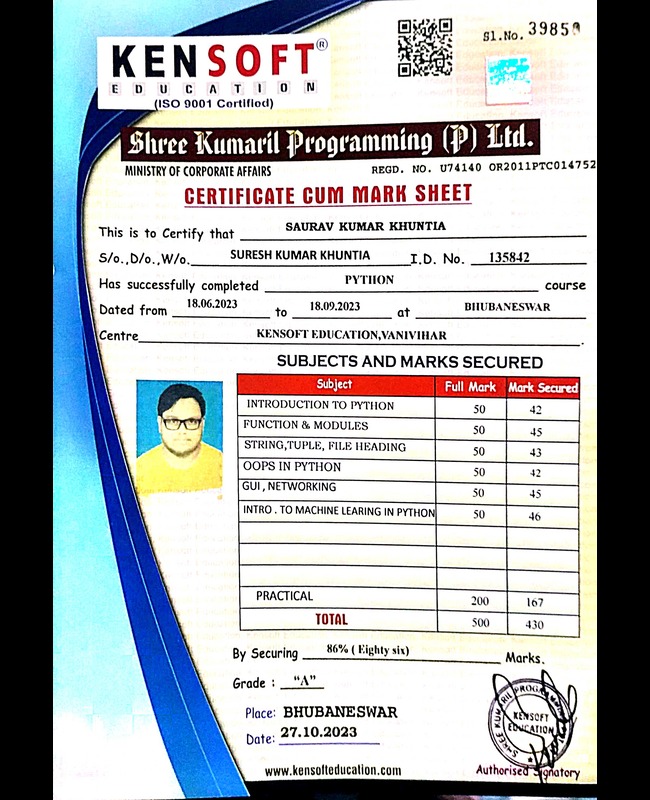 Sl.No. 39850
KENSOFT®
EDUCATION
(ISO 9001 Certified)
Shree Kumaril Programming (P) Ltd.
MINISTRY OF CORPORATE AFFAIRS
REGD. NO. U74140 OR2011PTC014752
CERTIFICATE CUM MARK SHEET
This is to Certify that SAURAV KUMAR KHUNTIA
S/o.,D/o.,W/o. SURESH KUMAR KHUNTIA I.D. No. 135842
Has successfully completed PYTHON course
Dated from 18.06.2023 to 18.09.2023 at BHUBANESWAR
Centre KENSOFT EDUCATION,VANIVIHAR .
SUBJECTS AND MARKS SECURED
Subject Full Mark Mark Secured
INTRODUCTION TO PYTHON 50 42
FUNCTION & MODULES 50 45
STRING,TUPLE, FILE HEADING 50 43
OOPS IN PYTHON 50 42
GUI , NETWORKING 50 45
INTRO . TO MACHINE LEARING IN PYTHON 50 46
PRACTICAL 200 167
TOTAL 500 430
By Securing 86% ( Eighty six) Marks.
Grade : “A”
Place: BHUBANESWAR
Date: 27.10.2023
SHREE KUMARIL PROGRAMMING
KENSOFT
EDUCATION
www.kensofteducation.com
Authorised Signatory